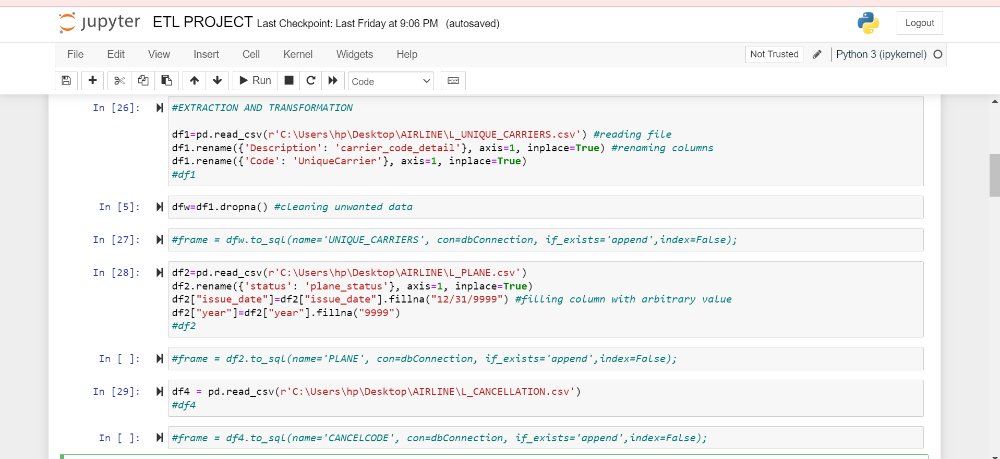 jupyter ETL PROJECT Last Checkpoint: Last Friday at 9:06 PM (autosaved)
Logout
File Edit View Insert Cell Kernel Widgets Help
Not Trusted
Python 3 (ipykernel)
Run
Code
In [26]:
#EXTRACTION AND TRANSFORMATION
df1=pd.read_csv(r'C:\Users\hp\Desktop\AIRLINE\L_UNIQUE_CARRIERS.csv') #reading file
df1.rename({'Description': 'carrier_code_detail'}, axis=1, inplace=True) #renaming columns
df1.rename({'Code': 'UniqueCarrier'}, axis=1, inplace=True)
#df1
In [5]:
dfw=df1.dropna() #cleaning unwanted data
In [27]:
#frame = dfw.to_sql(name='UNIQUE_CARRIERS', con=dbConnection, if_exists='append',index=False);
In [28]:
df2=pd.read_csv(r'C:\Users\hp\Desktop\AIRLINE\L_PLANE.csv')
df2.rename({'status': 'plane_status'}, axis=1, inplace=True)
df2["issue_date"]=df2["issue_date"].fillna("12/31/9999") #filling column with arbitrary value
df2["year"]=df2["year"].fillna("9999")
#df2
In [ ]:
#frame = df2.to_sql(name='PLANE', con=dbConnection, if_exists='append',index=False);
In [29]:
df4 = pd.read_csv(r'C:\Users\hp\Desktop\AIRLINE\L_CANCELLATION.csv')
#df4
In [ ]:
#frame = df4.to_sql(name='CANCELCODE', con=dbConnection, if_exists='append',index=False);